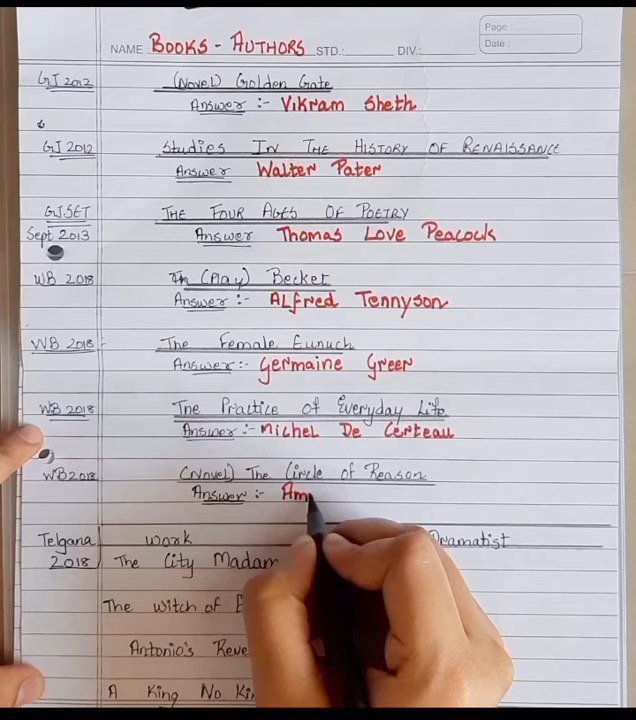 Page :
Date :
NAME : BOOKS - AUTHORS STD.: DIV.:
GJ 2012 (Novel) Golden Gate
Answer :- Vikram Sheth
GJ 2012 Studies In The History of Renaissance
Answer Walter Pater
GJSET The Four Ages of Poetry
Sept 2013 Answer Thomas Love Peacock
WB 2018 (Play) Becket
Answer :- Alfred Tennyson
WB 2018 - The Female Eunuch
Answer :- Germaine Greer
WB 2018 The Practice of Everyday Life
Answer :- Michel De Certeau
WB2018 (Novel) The Circle of Reason
Answer :- Am
Telgana Work Dramatist
2018 The City Madam
The witch of E
Antonio's Reve
A King No Ki